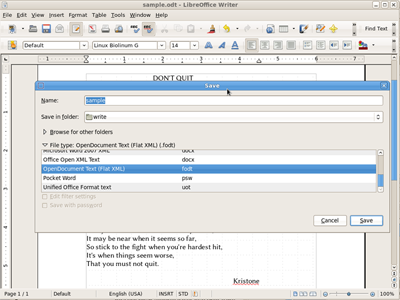 sample.odt - LibreOffice Writer
File Edit View Insert Format Table Tools Window Help
Find Text
Default Linux Biolinum G 14
DON'T QUIT
Save
Name: sample
Save in folder: write
Browse for other folders
File type: OpenDocument Text (Flat XML) (.fodt)
Microsoft Word 2007 XML docx
Office Open XML Text docx
OpenDocument Text (Flat XML) fodt
Pocket Word psw
Unified Office Format text uot
Edit filter settings
Save with password
Cancel Save
It may be near when it seems so far,
So stick to the fight when you're hardest hit,
It's when things seem worse,
That you must not quit.
Kristone
Page 1 / 1 Default English (USA) INSRT STD 100%